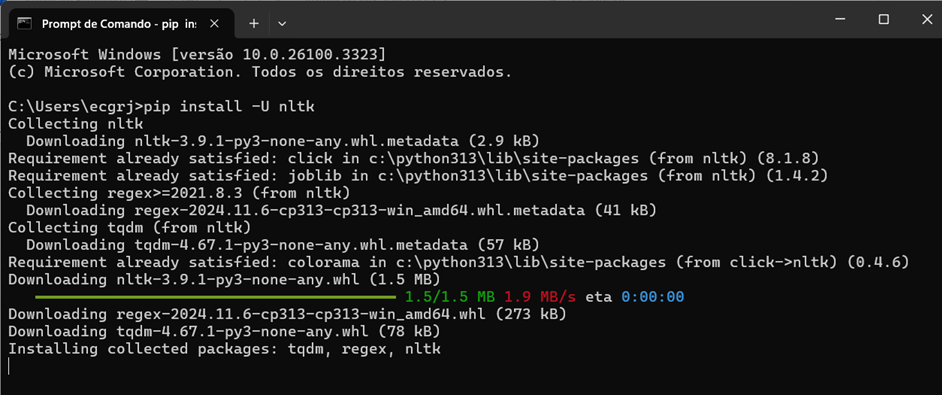 Prompt de Comando - pip ins
Microsoft Windows [versão 10.0.26100.3323]
(c) Microsoft Corporation. Todos os direitos reservados.
C:\Users\ecgrj>pip install -U nltk
Collecting nltk
  Downloading nltk-3.9.1-py3-none-any.whl.metadata (2.9 kB)
Requirement already satisfied: click in c:\python313\lib\site-packages (from nltk) (8.1.8)
Requirement already satisfied: joblib in c:\python313\lib\site-packages (from nltk) (1.4.2)
Collecting regex>=2021.8.3 (from nltk)
  Downloading regex-2024.11.6-cp313-cp313-win_amd64.whl.metadata (41 kB)
Collecting tqdm (from nltk)
  Downloading tqdm-4.67.1-py3-none-any.whl.metadata (57 kB)
Requirement already satisfied: colorama in c:\python313\lib\site-packages (from click->nltk) (0.4.6)
Downloading nltk-3.9.1-py3-none-any.whl (1.5 MB)
1.5/1.5 MB 1.9 MB/s eta 0:00:00
Downloading regex-2024.11.6-cp313-cp313-win_amd64.whl (273 kB)
Downloading tqdm-4.67.1-py3-none-any.whl (78 kB)
Installing collected packages: tqdm, regex, nltk